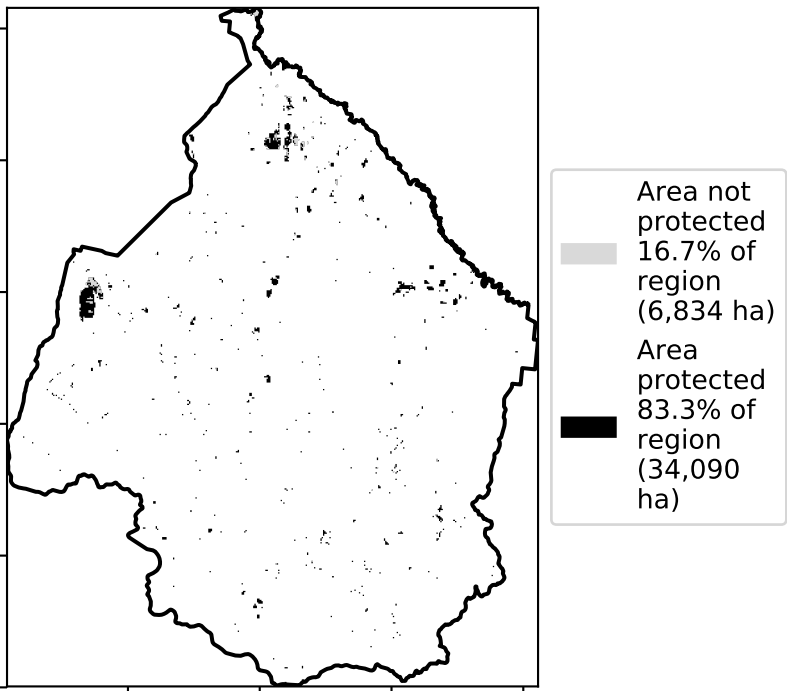 Area not
protected
16.7% of
region
(6,834 ha)
Area
protected
83.3% of
region
(34,090
ha)